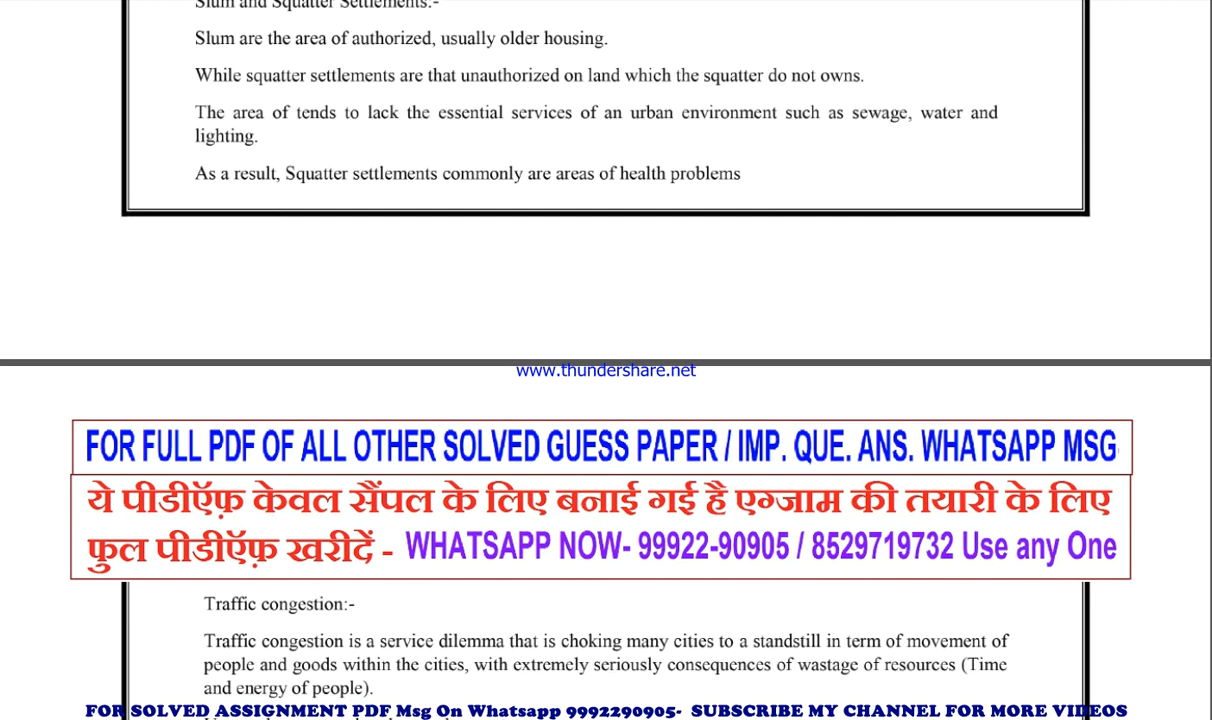 Slum and Squatter Settlements:-
Slum are the area of authorized, usually older housing.
While squatter settlements are that unauthorized on land which the squatter do not owns.
The area of tends to lack the essential services of an urban environment such as sewage, water and
lighting.
As a result, Squatter settlements commonly are areas of health problems
www.thundershare.net
FOR FULL PDF OF ALL OTHER SOLVED GUESS PAPER / IMP. QUE. ANS. WHATSAPP MSG
ये पीडीऍफ़ केवल सैंपल के लिए बनाई गई है एग्जाम की तयारी के लिए
फुल पीडीऍफ़ खरीदें - WHATSAPP NOW- 99922-90905 / 8529719732 Use any One
Traffic congestion:-
Traffic congestion is a service dilemma that is choking many cities to a standstill in term of movement of
people and goods within the cities, with extremely seriously consequences of wastage of resources (Time
and energy of people).
FOR SOLVED ASSIGNMENT PDF Msg On Whatsapp 9992290905- SUBSCRIBE MY CHANNEL FOR MORE VIDEOS